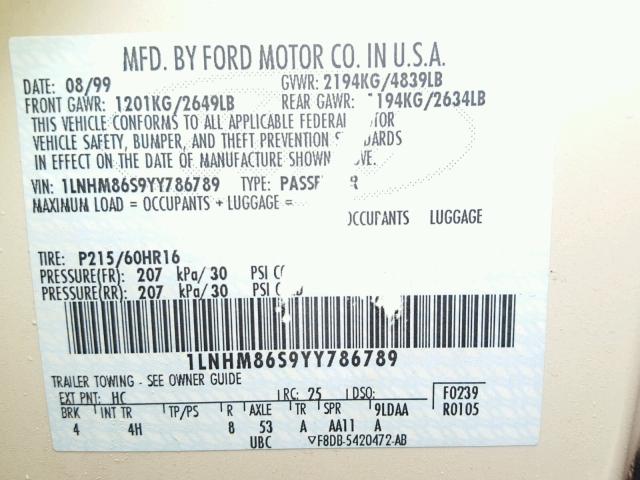 MFD. BY FORD MOTOR CO. IN U.S.A.
DATE: 08/99 GVWR: 2194KG/4839LB
FRONT GAWR: 1201KG/2649LB REAR GAWR: 194KG/2634LB
THIS VEHICLE CONFORMS TO ALL APPLICABLE FEDERAL
VEHICLE SAFETY, BUMPER, AND THEFT PREVENTION
IN EFFECT ON THE DATE OF MANUFACTURE SHOWN
VIN: 1LNHM86S9YY786789 TYPE:
MAXIMUM LOAD = OCCUPANTS + LUGGAGE =
LUGGAGE
TIRE: P215/60HR16
PRESSURE(FR) 207 kPa/ 30 PSI
PRESSURE(RR) 207 kPa/ 30 PSI
1LNHM86S9YY786789
TRAILER TOWING - SEE OWNER GUIDE
EXT PNT: HC RC: 25 DSO: F0239
BRK INT TR TP/PS R AXLE TR SPR 9LDAA R0105
4 4H 8 53 A AA11 A
UBC ▽F8DB-5420472-AB